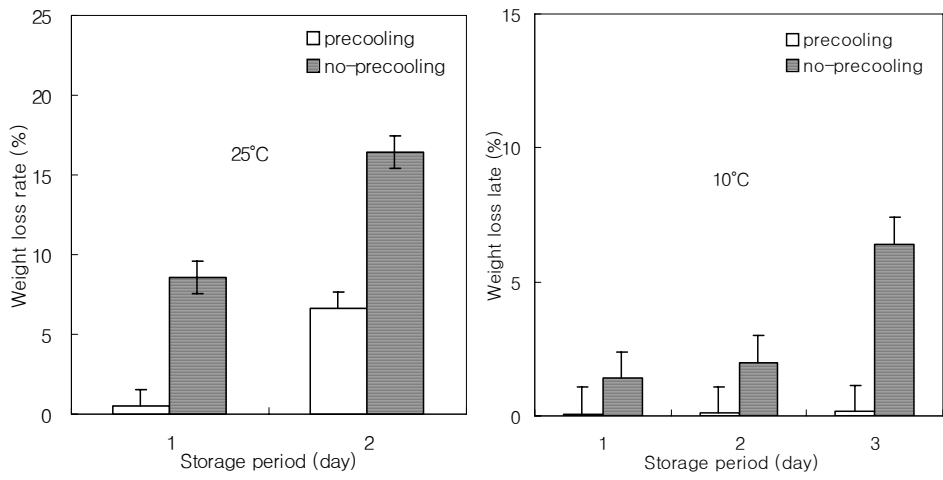 25
20
15
10
5
0
Weight loss rate (%)
precooling
no-precooling
25°C
1
2
Storage period (day)
15
10
5
0
Weight loss late (%)
precooling
no-precooling
10°C
1
2
3
Storage period (day)